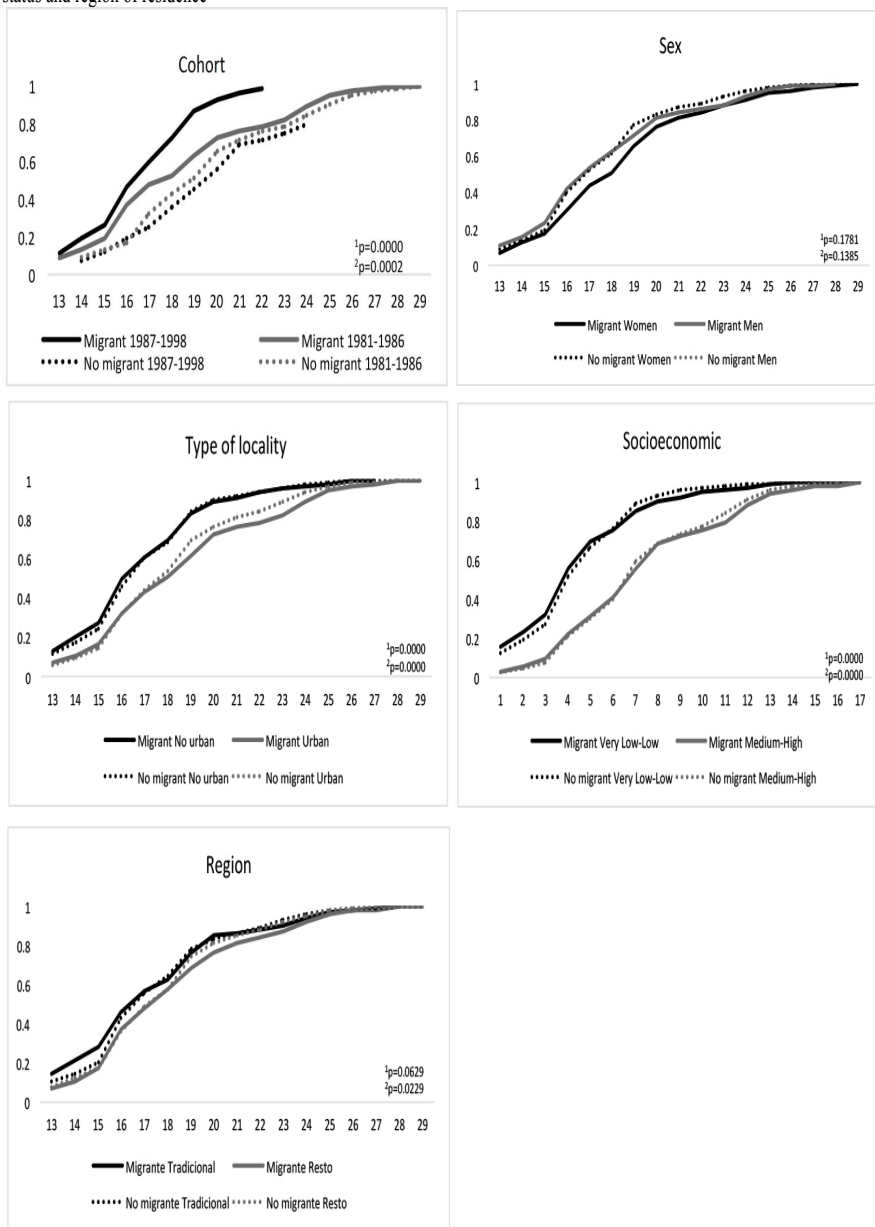 status and region of residence
Cohort
1
0.8
0.6
0.4
0.2
0
¹p=0.0000
²p=0.0002
13 14 15 16 17 18 19 20 21 22 23 24 25 26 27 28 29
Migrant 1987-1998 Migrant 1981-1986
No migrant 1987-1998 No migrant 1981-1986
Sex
1
0.8
0.6
0.4
0.2
0
¹p=0.1781
²p=0.1385
13 14 15 16 17 18 19 20 21 22 23 24 25 26 27 28 29
Migrant Women Migrant Men
No migrant Women No migrant Men
Type of locality
1
0.8
0.6
0.4
0.2
0
¹p=0.0000
²p=0.0000
13 14 15 16 17 18 19 20 21 22 23 24 25 26 27 28 29
Migrant No urban Migrant Urban
No migrant No urban No migrant Urban
Socioeconomic
1
0.8
0.6
0.4
0.2
0
¹p=0.0000
²p=0.0000
1 2 3 4 5 6 7 8 9 10 11 12 13 14 15 16 17
Migrant Very Low-Low Migrant Medium-High
No migrant Very Low-Low No migrant Medium-High
Region
1
0.8
0.6
0.4
0.2
0
¹p=0.0629
²p=0.0229
13 14 15 16 17 18 19 20 21 22 23 24 25 26 27 28 29
Migrante Tradicional Migrante Resto
No migrante Tradicional No migrante Resto